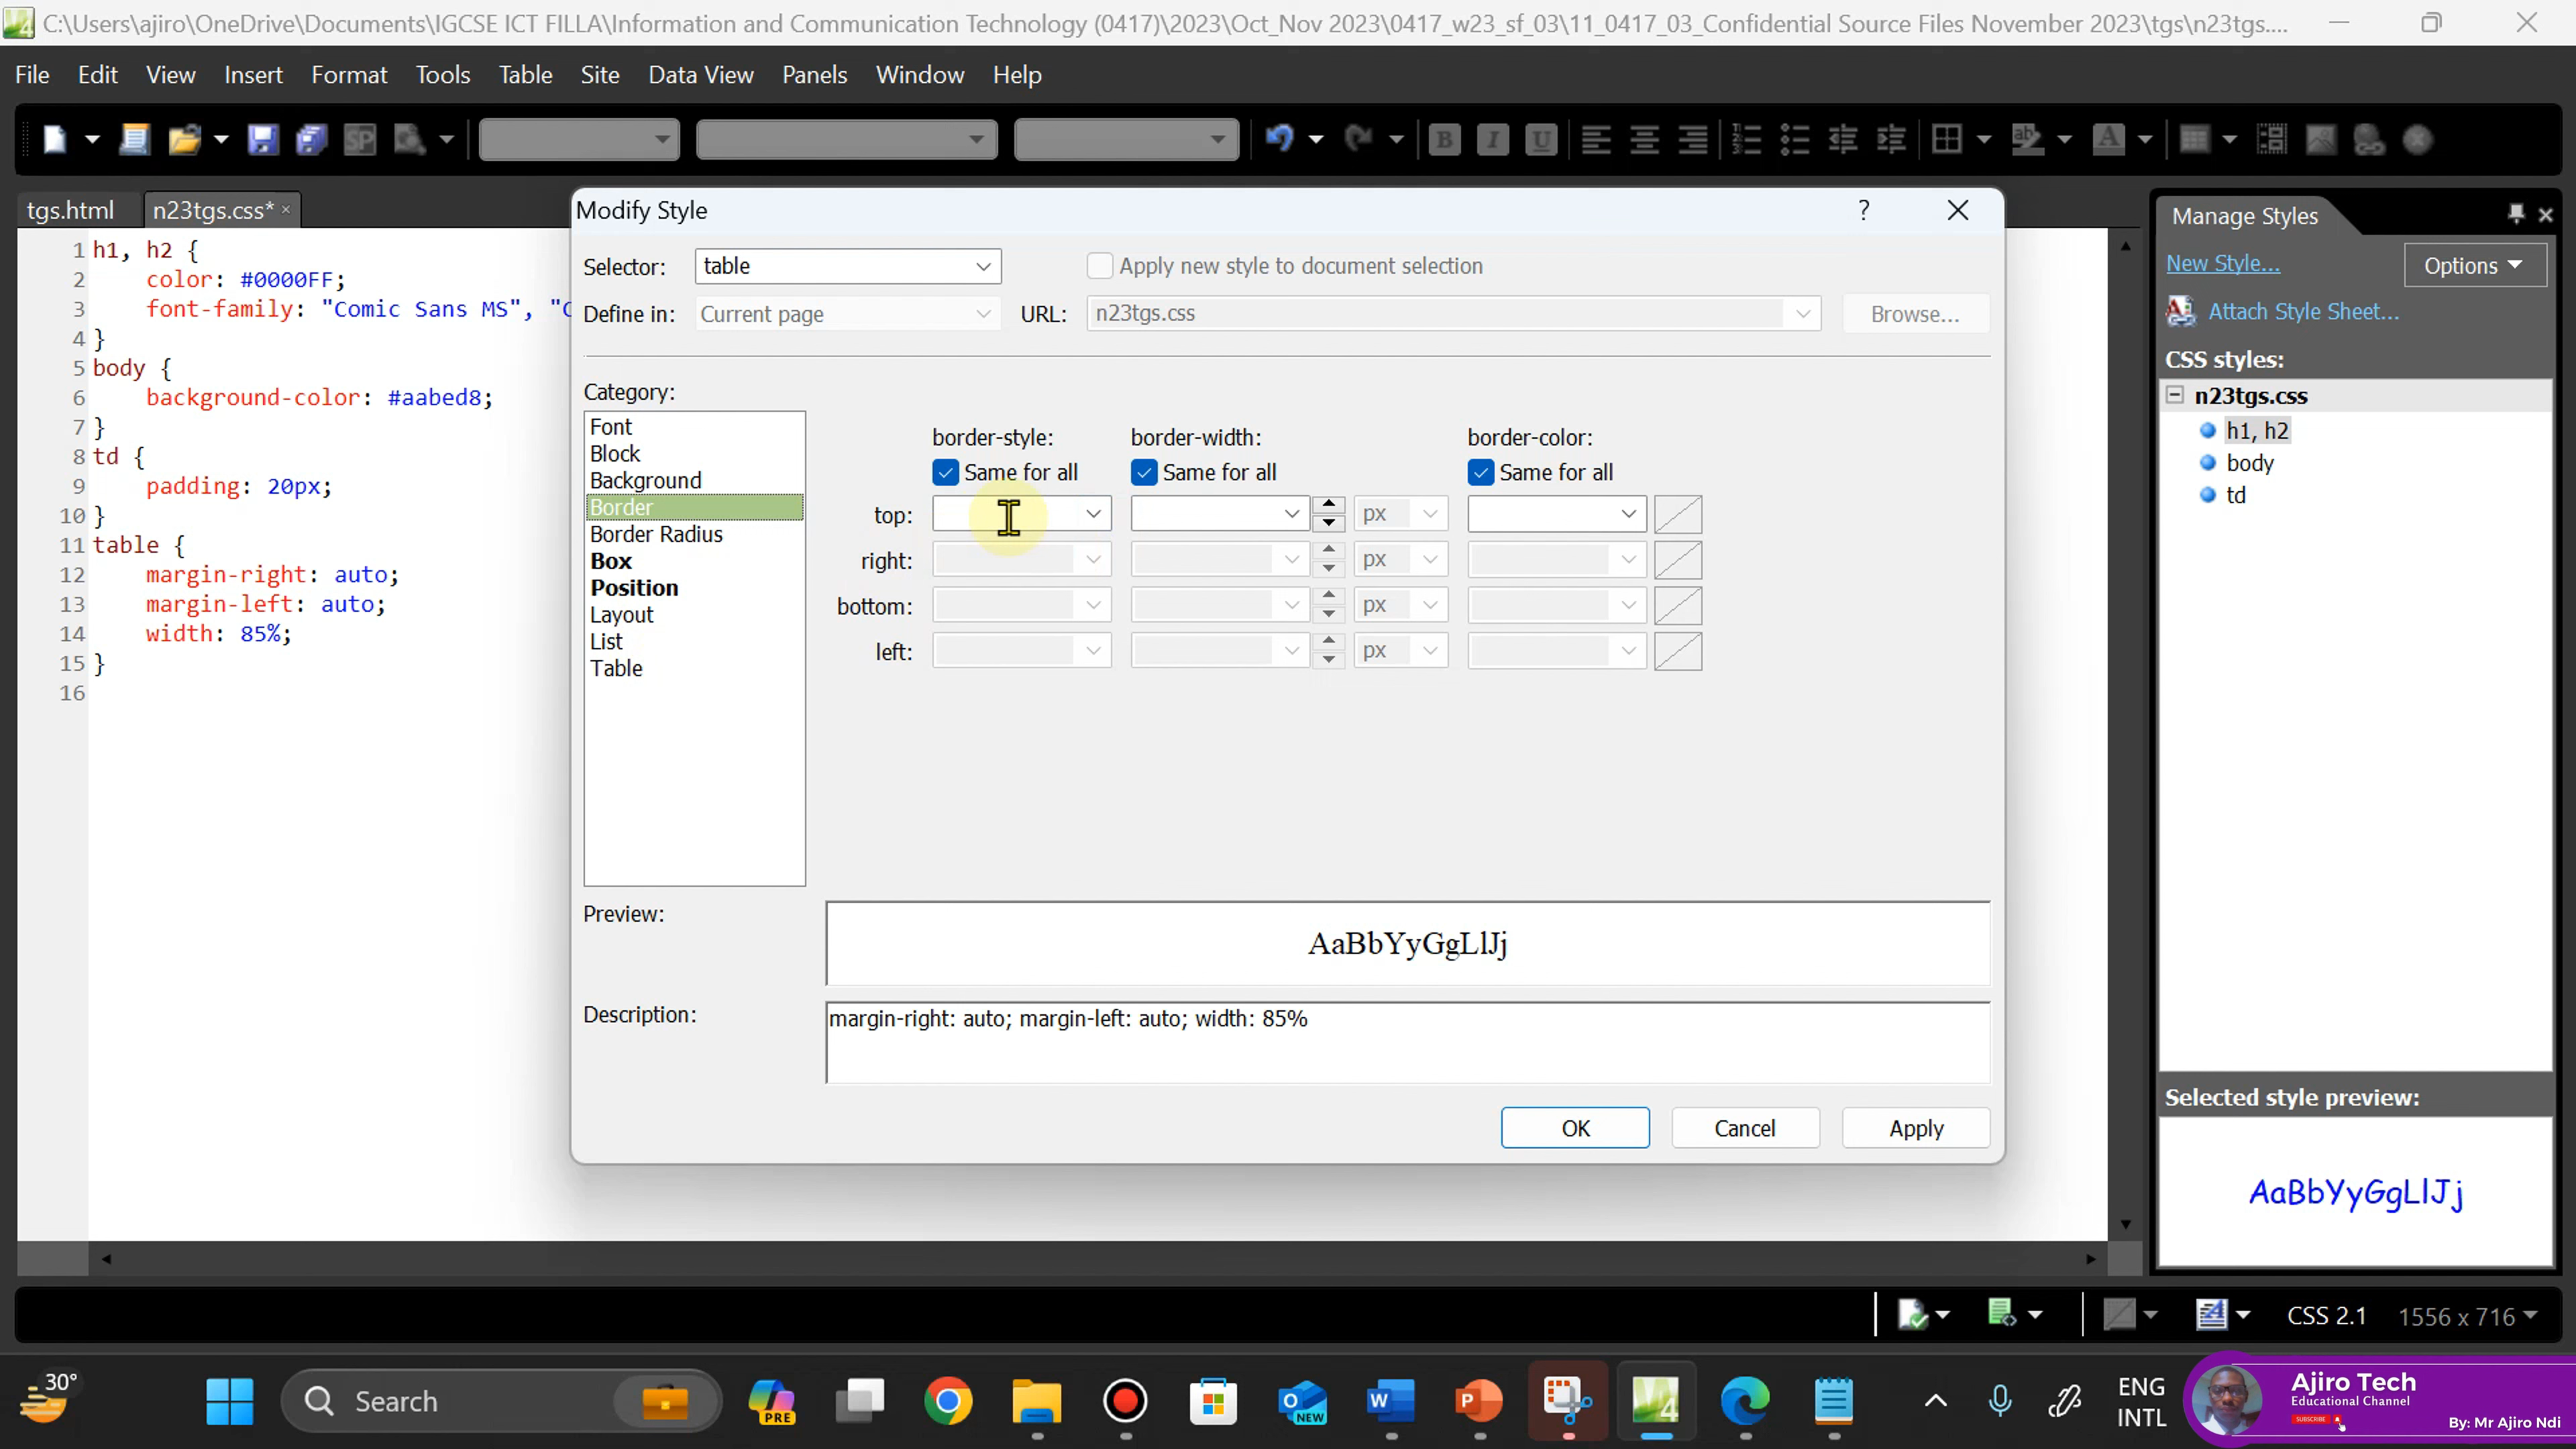 C:\Users\ajiro\OneDrive\Documents\IGCSE ICT FILLA\Information and Communication Technology (0417)\2023\Oct_Nov 2023\0417_w23_sf_03\11_0417_03_Confidential Source Files November 2023\tgs\n23tgs....
File Edit View Insert Format Tools Table Site Data View Panels Window Help
tgs.html n23tgs.css* ×
1 h1, h2 {
2 color: #0000FF;
3 font-family: "Comic Sans MS", "C
4 }
5 body {
6 background-color: #aabed8;
7 }
8 td {
9 padding: 20px;
10 }
11 table {
12 margin-right: auto;
13 margin-left: auto;
14 width: 85%;
15 }
16
Modify Style
Selector: table Apply new style to document selection
Define in: Current page URL: n23tgs.css Browse...
Category:
Font
Block
Background
Border
Border Radius
Box
Position
Layout
List
Table
border-style: border-width: border-color:
Same for all Same for all Same for all
top: px
right: px
bottom: px
left: px
Preview:
AaBbYyGgLlJj
Description:
margin-right: auto; margin-left: auto; width: 85%
OK Cancel Apply
Manage Styles
New Style... Options
Attach Style Sheet...
CSS styles:
n23tgs.css
h1, h2
body
td
Selected style preview:
AaBbYyGgLlJj
CSS 2.1 1556 x 716
30° Search PRE NEW ENG
INTL
Ajiro Tech
Educational Channel
SUBSCRIBE
By: Mr Ajiro Ndi